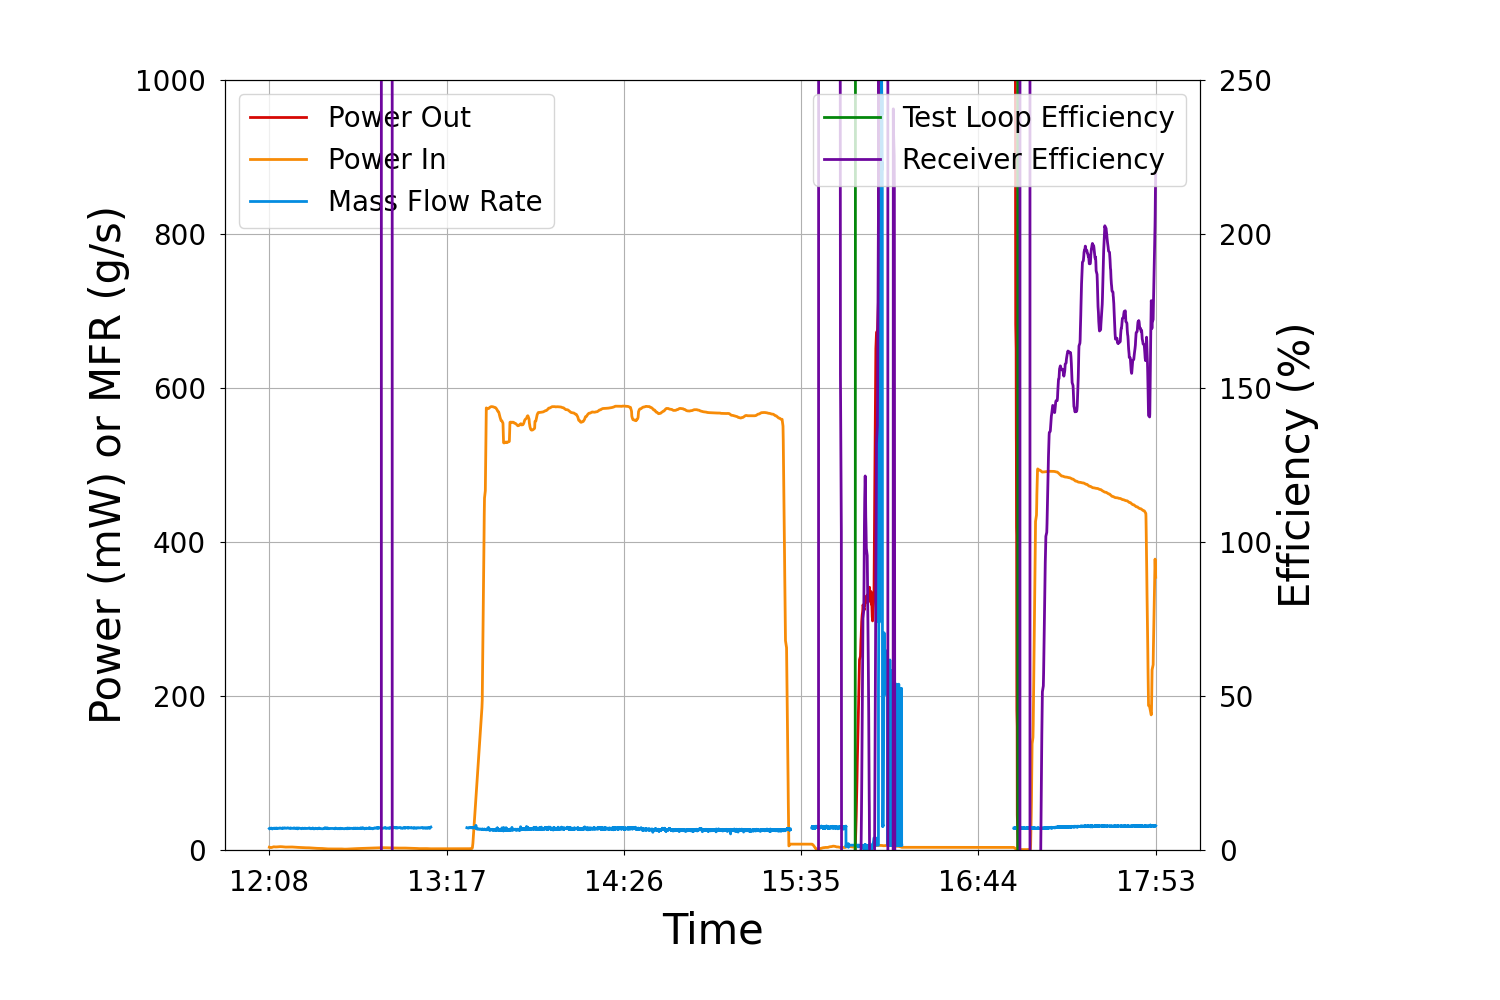 1000
800
600
400
200
0
250
200
150
100
50
0
Power Out
Power In
Mass Flow Rate
Test Loop Efficiency
Receiver Efficiency
Power (mW) or MFR (g/s)
Efficiency (%)
12:08 13:17 14:26 15:35 16:44 17:53
Time